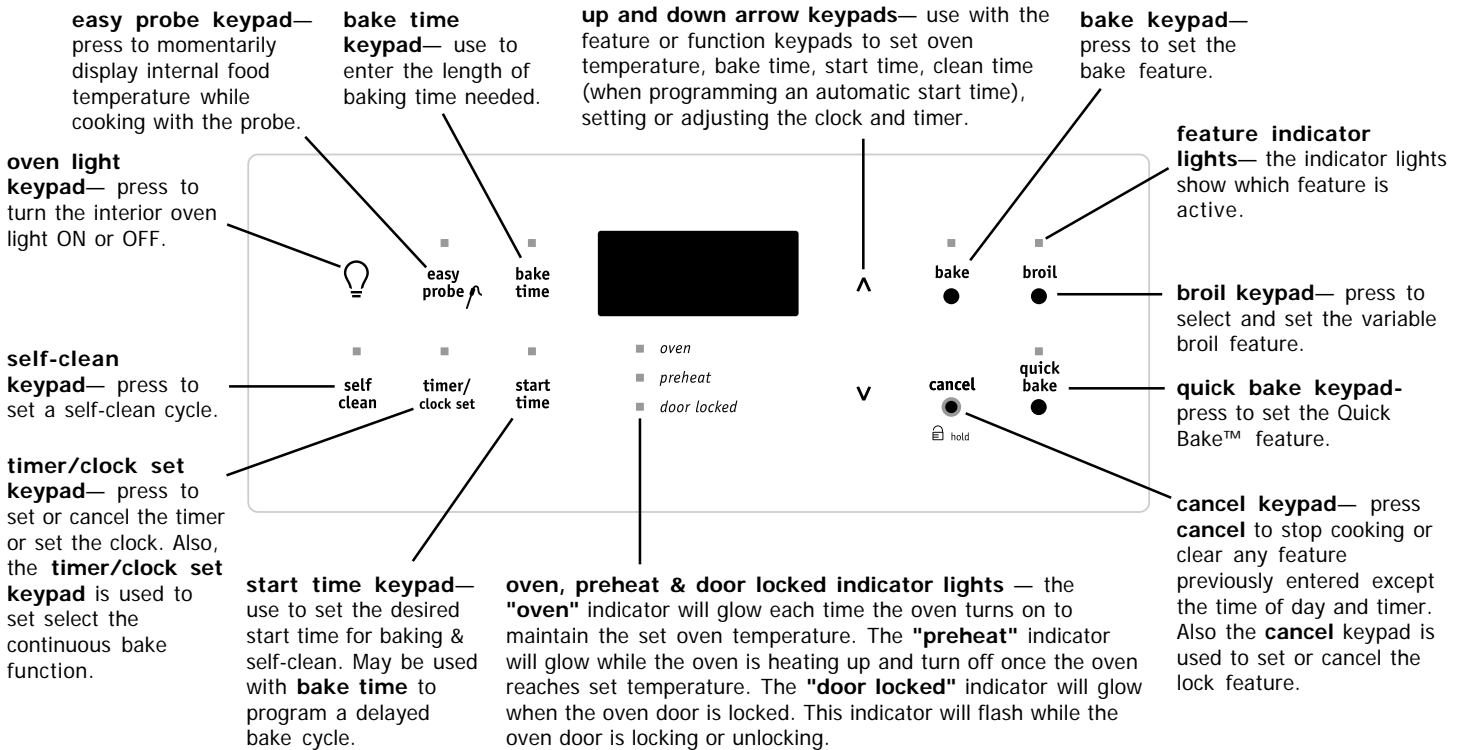 easy probe keypad—
press to momentarily
display internal food
temperature while
cooking with the probe.
bake time
keypad— use to
enter the length of
baking time needed.
up and down arrow keypads— use with the
feature or function keypads to set oven
temperature, bake time, start time, clean time
(when programming an automatic start time),
setting or adjusting the clock and timer.
bake keypad—
press to set the
bake feature.
feature indicator
lights— the indicator lights
show which feature is
active.
oven light
keypad— press to
turn the interior oven
light ON or OFF.
easy
probe
bake
time
bake
broil
broil keypad— press to
select and set the variable
broil feature.
self-clean
keypad— press to
set a self-clean cycle.
self
clean
timer/
clock set
start
time
oven
preheat
door locked
cancel
hold
quick
bake
quick bake keypad-
press to set the Quick
Bake™ feature.
timer/clock set
keypad— press to
set or cancel the timer
or set the clock. Also,
the timer/clock set
keypad is used to
set select the
continuous bake
function.
start time keypad—
use to set the desired
start time for baking &
self-clean. May be used
with bake time to
program a delayed
bake cycle.
oven, preheat & door locked indicator lights — the
"oven" indicator will glow each time the oven turns on to
maintain the set oven temperature. The "preheat" indicator
will glow while the oven is heating up and turn off once the oven
reaches set temperature. The "door locked" indicator will glow
when the oven door is locked. This indicator will flash while the
oven door is locking or unlocking.
cancel keypad— press
cancel to stop cooking or
clear any feature
previously entered except
the time of day and timer.
Also the cancel keypad is
used to set or cancel the
lock feature.